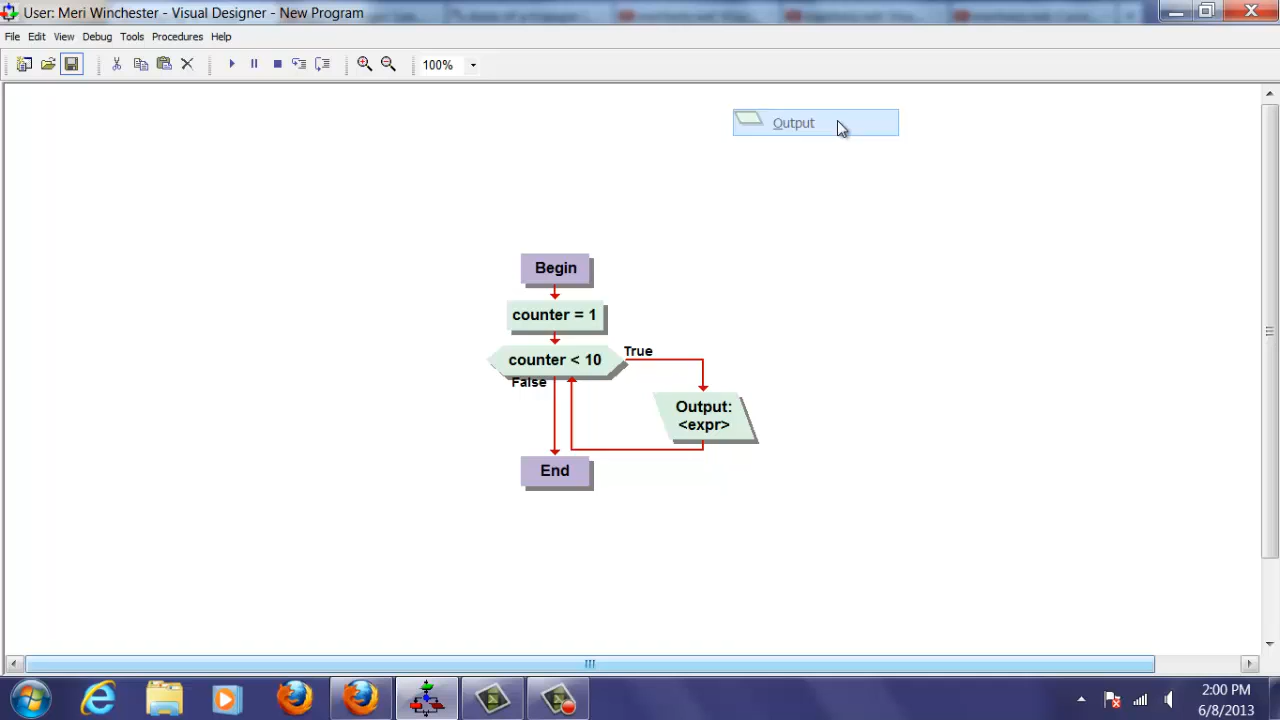 User: Meri Winchester - Visual Designer - New Program
File Edit View Debug Tools Procedures Help
100%
Output
Begin
counter = 1
counter < 10
True
False
Output:
<expr>
End
2:00 PM
6/8/2013